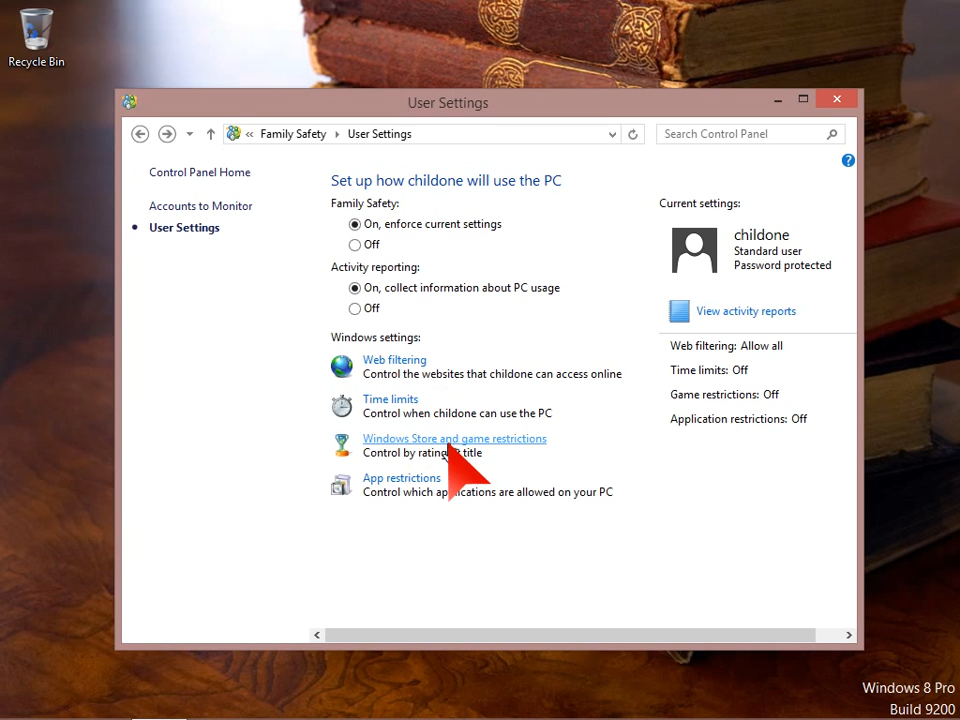 Recycle Bin
User Settings
« Family Safety User Settings
Search Control Panel
Control Panel Home
Accounts to Monitor
User Settings
Set up how childone will use the PC
Family Safety:
On, enforce current settings
Off
Activity reporting:
On, collect information about PC usage
Off
Windows settings:
Web filtering
Control the websites that childone can access online
Time limits
Control when childone can use the PC
Windows Store and game restrictions
Control by rating title
App restrictions
Control which applications are allowed on your PC
Current settings:
childone
Standard user
Password protected
View activity reports
Web filtering: Allow all
Time limits: Off
Game restrictions: Off
Application restrictions: Off
Windows 8 Pro
Build 9200